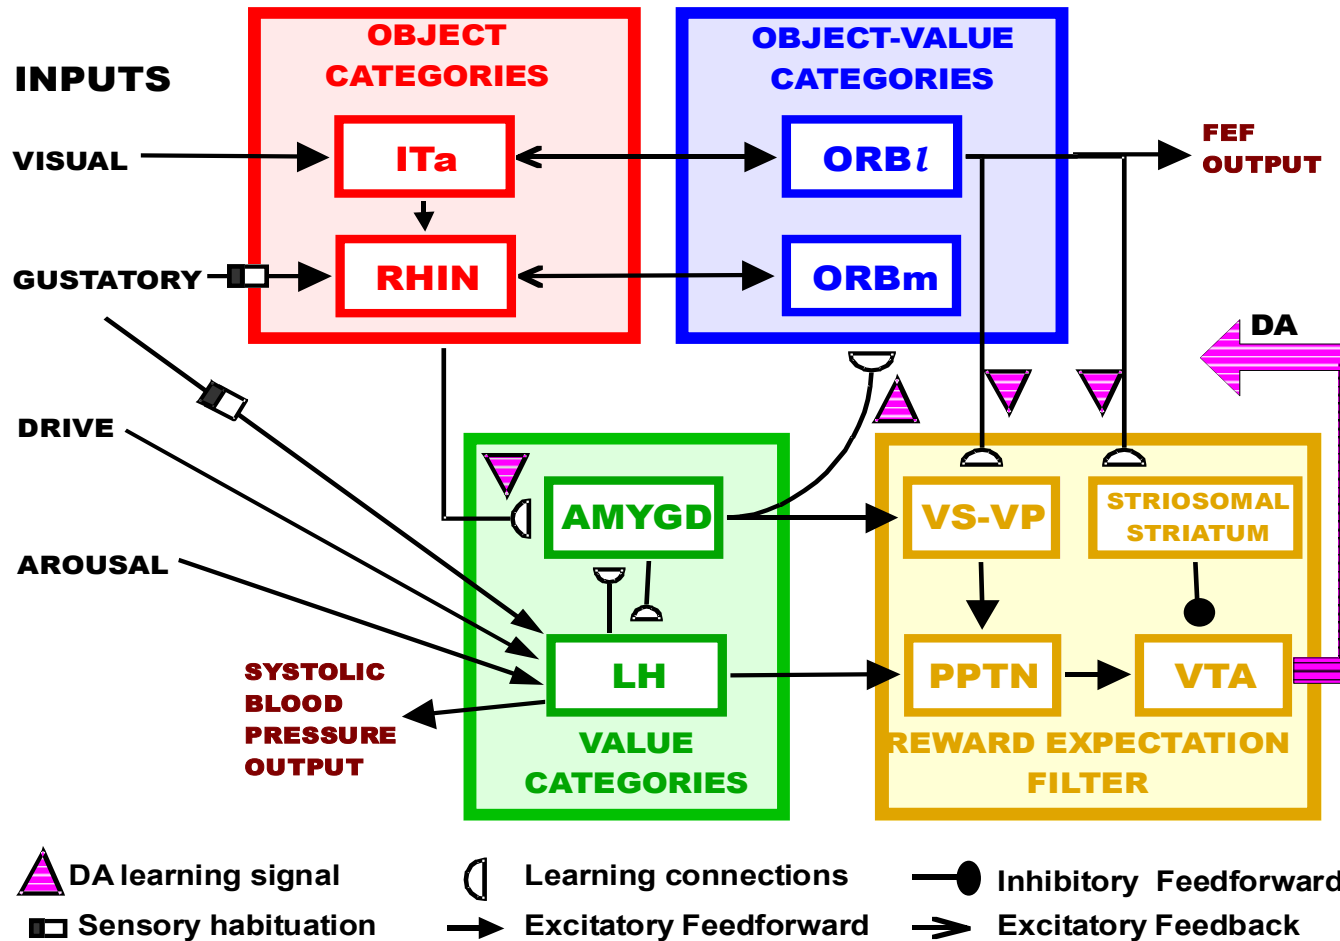 OBJECT
CATEGORIES
OBJECT-VALUE
CATEGORIES
INPUTS
VISUAL
ITa
ORBl
FEF
OUTPUT
GUSTATORY
RHIN
ORBm
DA
DRIVE
AROUSAL
AMYGD
VS-VP
STRIOSOMAL
STRIATUM
SYSTOLIC
BLOOD
PRESSURE
OUTPUT
LH
PPTN
VTA
VALUE
CATEGORIES
REWARD EXPECTATION
FILTER
DA learning signal
Learning connections
Inhibitory Feedforward
Sensory habituation
Excitatory Feedforward
Excitatory Feedback